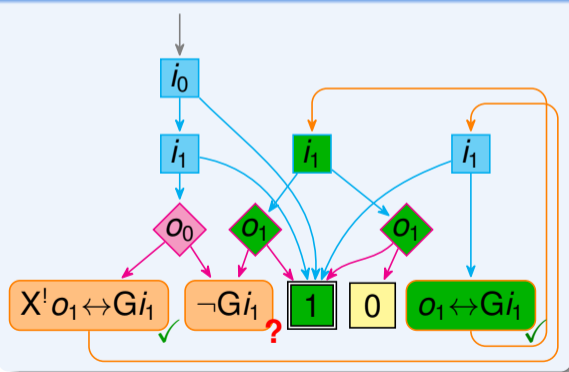 i₀
i₁ i₁ i₁
o₀ o₁ o₁
X!o₁↔Gi₁ ✓ ¬Gi₁ ? 1 0 o₁↔Gi₁ ✓